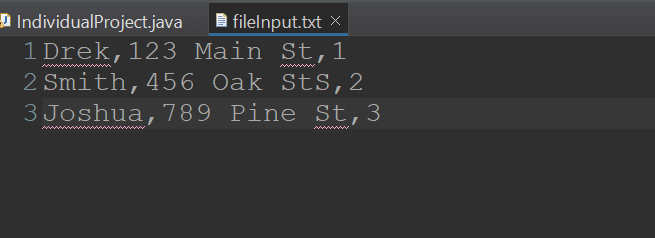 IndividualProject.java fileInput.txt
1 Drek,123 Main St,1
2 Smith,456 Oak StS,2
3 Joshua,789 Pine St,3